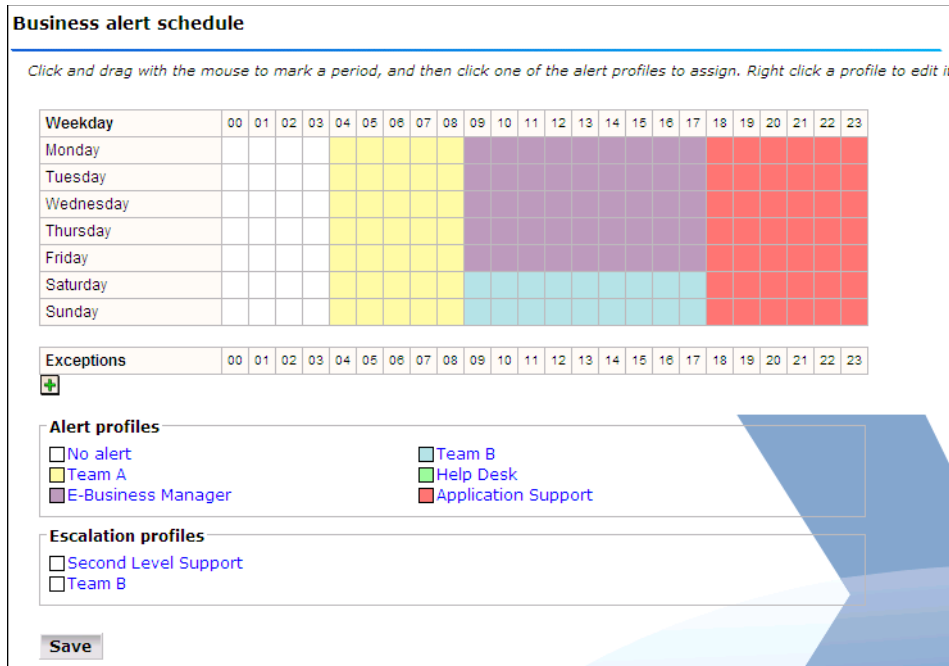 Business alert schedule
Click and drag with the mouse to mark a period, and then click one of the alert profiles to assign. Right click a profile to edit i
Weekday 00 01 02 03 04 05 06 07 08 09 10 11 12 13 14 15 16 17 18 19 20 21 22 23
Monday
Tuesday
Wednesday
Thursday
Friday
Saturday
Sunday
Exceptions 00 01 02 03 04 05 06 07 08 09 10 11 12 13 14 15 16 17 18 19 20 21 22 23
Alert profiles
No alert Team B
Team A Help Desk
E-Business Manager Application Support
Escalation profiles
Second Level Support
Team B
Save